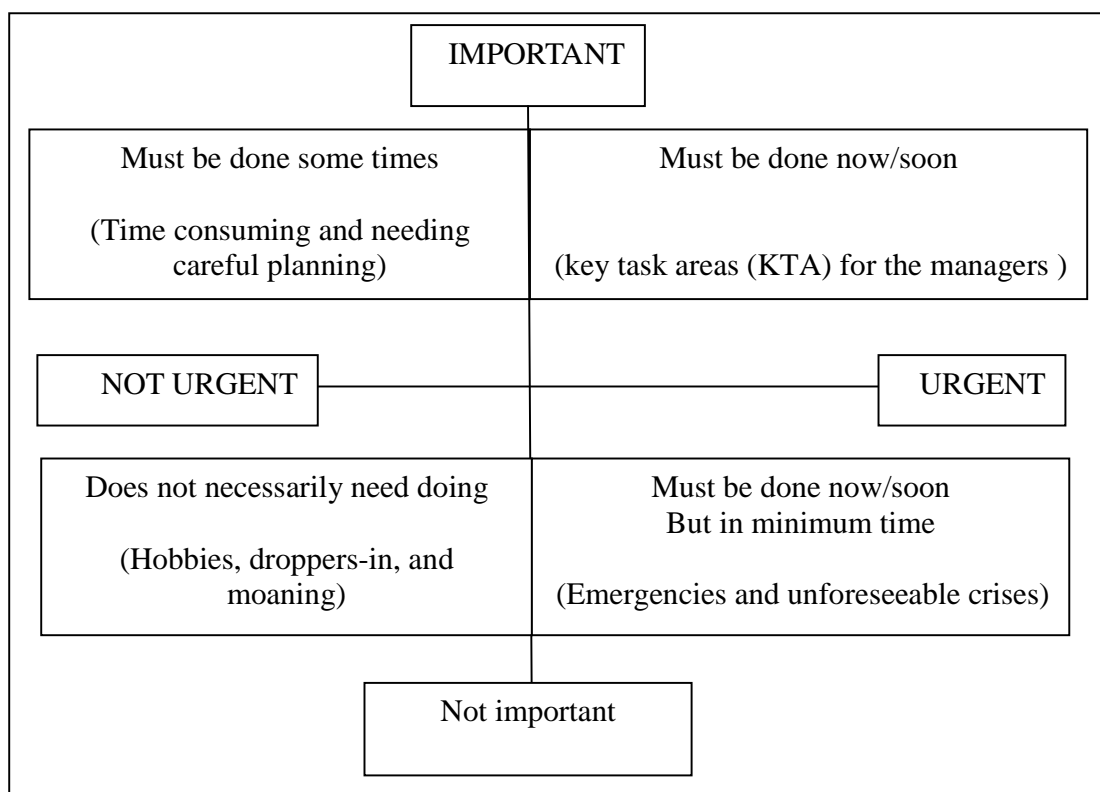 IMPORTANT
Must be done some times
(Time consuming and needing
careful planning)
Must be done now/soon
(key task areas (KTA) for the managers )
NOT URGENT
URGENT
Does not necessarily need doing
(Hobbies, droppers-in, and
moaning)
Must be done now/soon
But in minimum time
(Emergencies and unforeseeable crises)
Not important